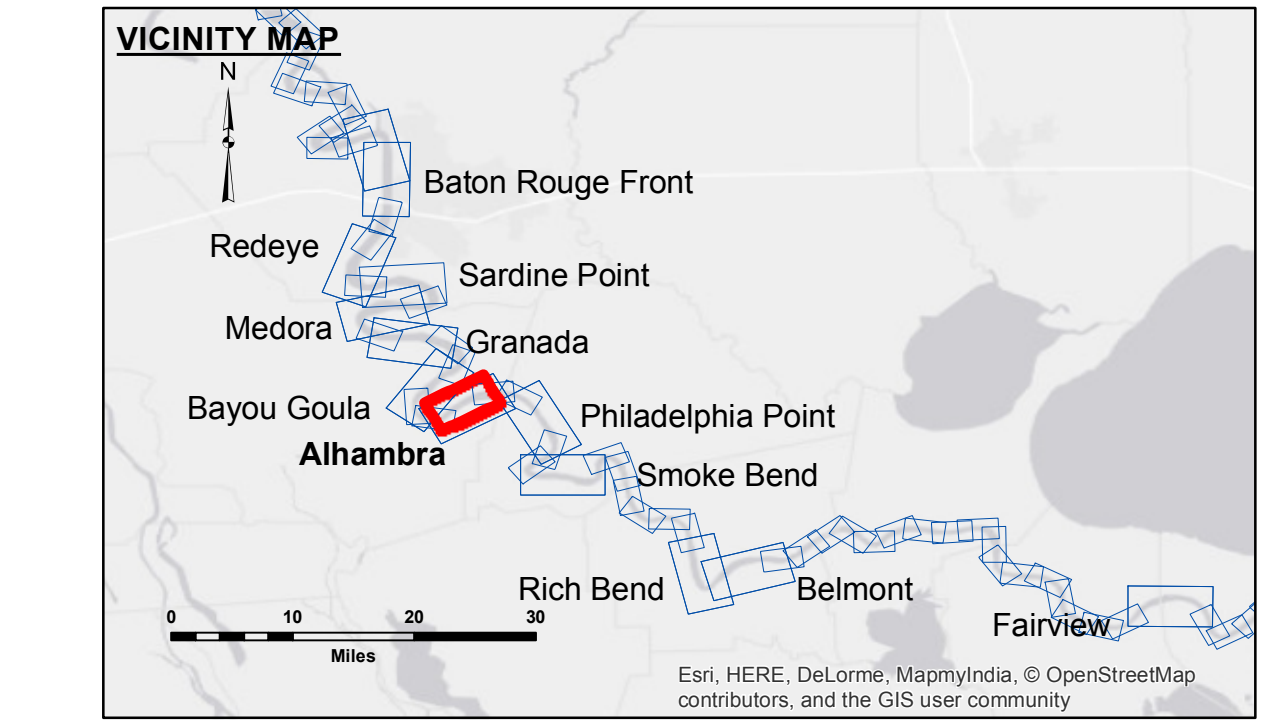 VICINITY MAP
N
Baton Rouge Front
Redeye
Sardine Point
Medora
Granada
Bayou Goula
Philadelphia Point
Alhambra
Smoke Bend
Rich Bend
Belmont
Fairview
0 10 20 30
Miles
Esri, HERE, DeLorme, MapmyIndia, © OpenStreetMap
contributors, and the GIS user community